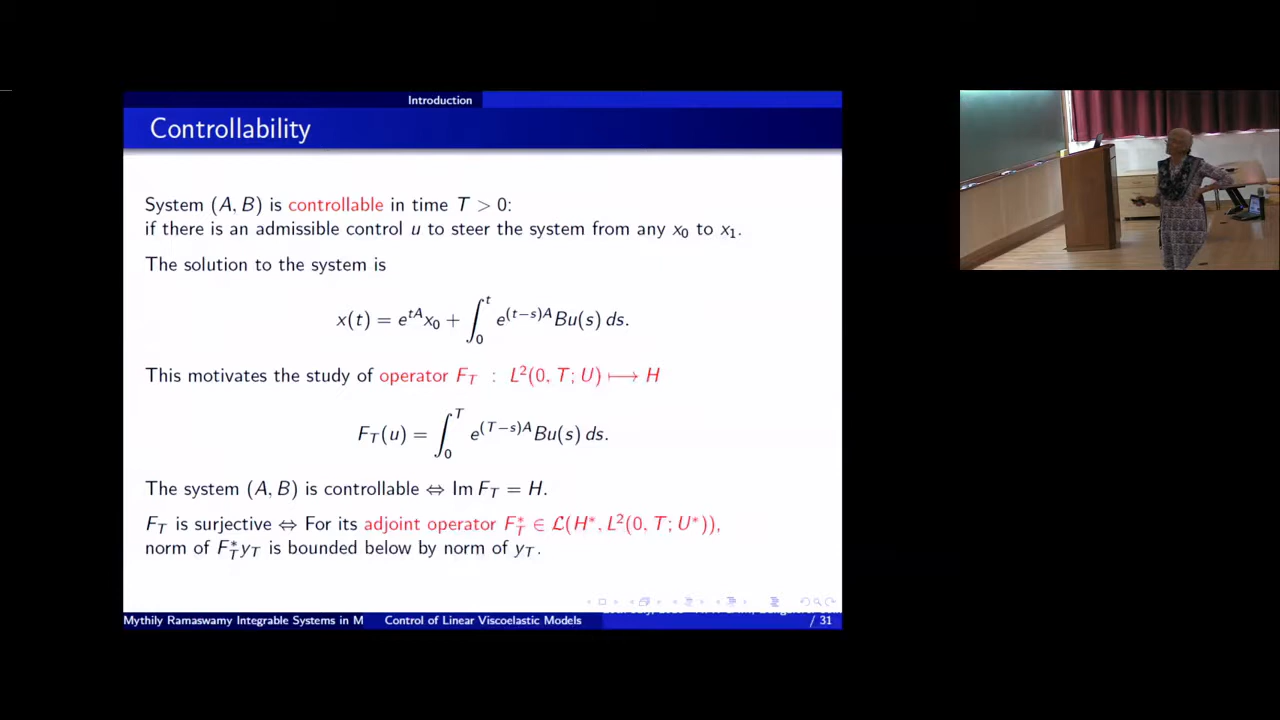 Introduction
Controllability
System (A, B) is controllable in time T > 0:
if there is an admissible control u to steer the system from any x₀ to x₁.
The solution to the system is
x(t) = e^{tA}x₀ + ∫₀^t e^{(t−s)A}Bu(s) ds.
This motivates the study of operator F_T : L²(0, T; U) ⟼ H
F_T(u) = ∫₀^T e^{(T−s)A}Bu(s) ds.
The system (A, B) is controllable ⇔ Im F_T = H.
F_T is surjective ⇔ For its adjoint operator F_T^* ∈ 𝓛(H*, L²(0, T; U*)),
norm of F_T^* y_T is bounded below by norm of y_T.
Mythily Ramaswamy Integrable Systems in M Control of Linear Viscoelastic Models / 31